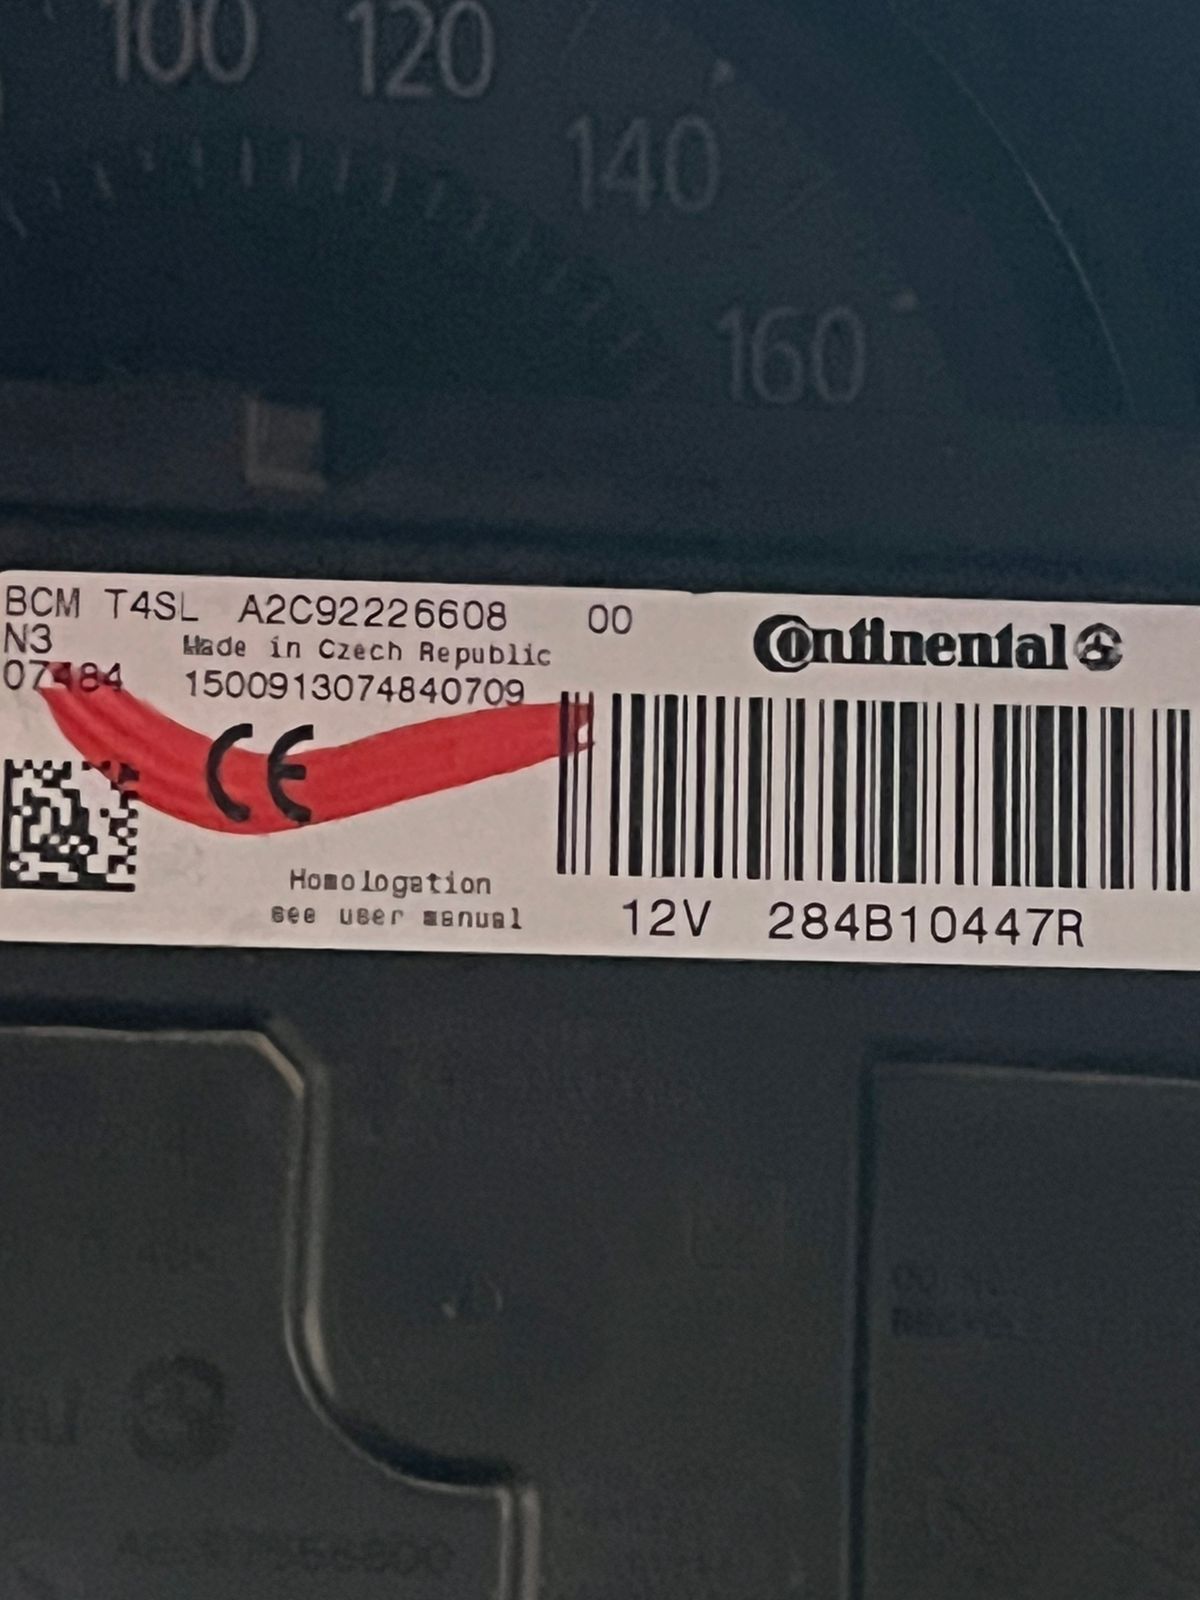 100 120
140
160
BCM T4SL A2C92226608 00
N3 Made in Czech Republic
07484 1500913074840709
Continental
CE
Homologation
see user manual
12V 284B10447R